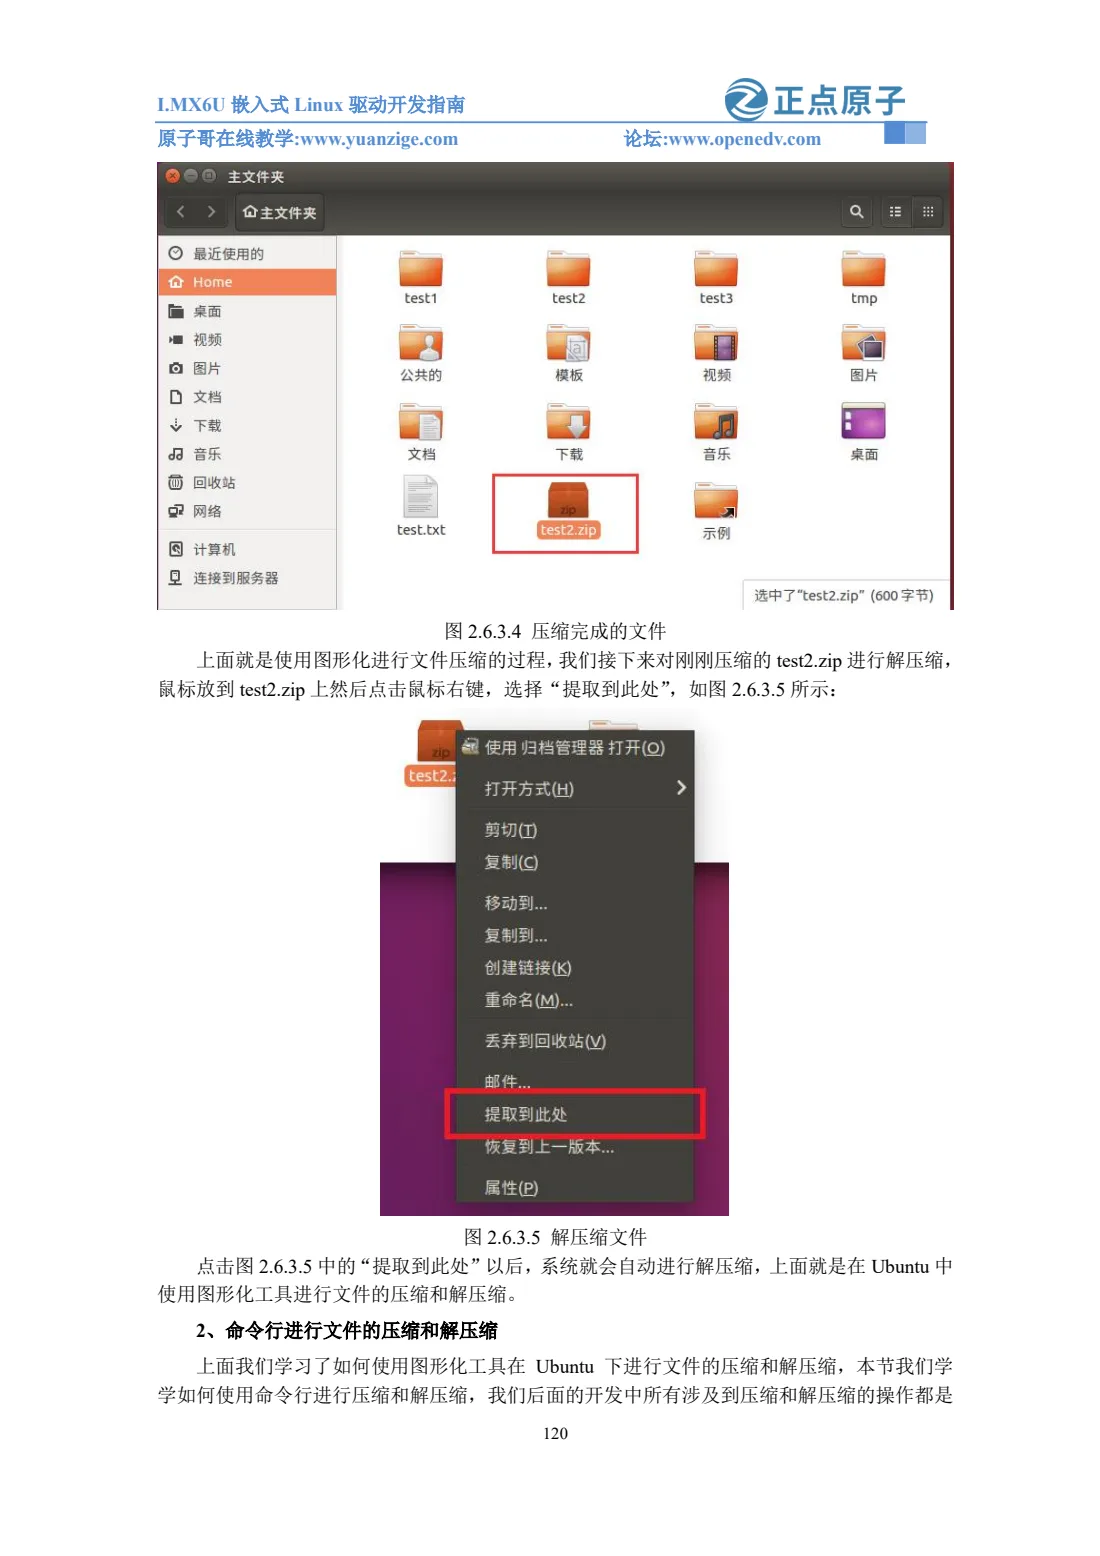 I.MX6U 嵌入式 Linux 驱动开发指南
正点原子
原子哥在线教学:www.yuanzige.com 论坛:www.openedv.com
主文件夹
主文件夹
最近使用的
Home
桌面
视频
图片
文档
下载
音乐
回收站
网络
计算机
连接到服务器
test1 test2 test3 tmp
公共的 模板 视频 图片
文档 下载 音乐 桌面
test.txt zip test2.zip 示例
选中了“test2.zip” (600 字节)
图 2.6.3.4 压缩完成的文件
上面就是使用图形化进行文件压缩的过程，我们接下来对刚刚压缩的 test2.zip 进行解压缩，
鼠标放到 test2.zip 上然后点击鼠标右键，选择“提取到此处”，如图 2.6.3.5 所示：
zip
test2.z
使用 归档管理器 打开(O)
打开方式(H)
剪切(T)
复制(C)
移动到...
复制到...
创建链接(K)
重命名(M)...
丢弃到回收站(V)
邮件...
提取到此处
恢复到上一版本...
属性(P)
图 2.6.3.5 解压缩文件
点击图 2.6.3.5 中的“提取到此处”以后，系统就会自动进行解压缩，上面就是在 Ubuntu 中
使用图形化工具进行文件的压缩和解压缩。
2、命令行进行文件的压缩和解压缩
上面我们学习了如何使用图形化工具在 Ubuntu 下进行文件的压缩和解压缩，本节我们学
学如何使用命令行进行压缩和解压缩，我们后面的开发中所有涉及到压缩和解压缩的操作都是
120